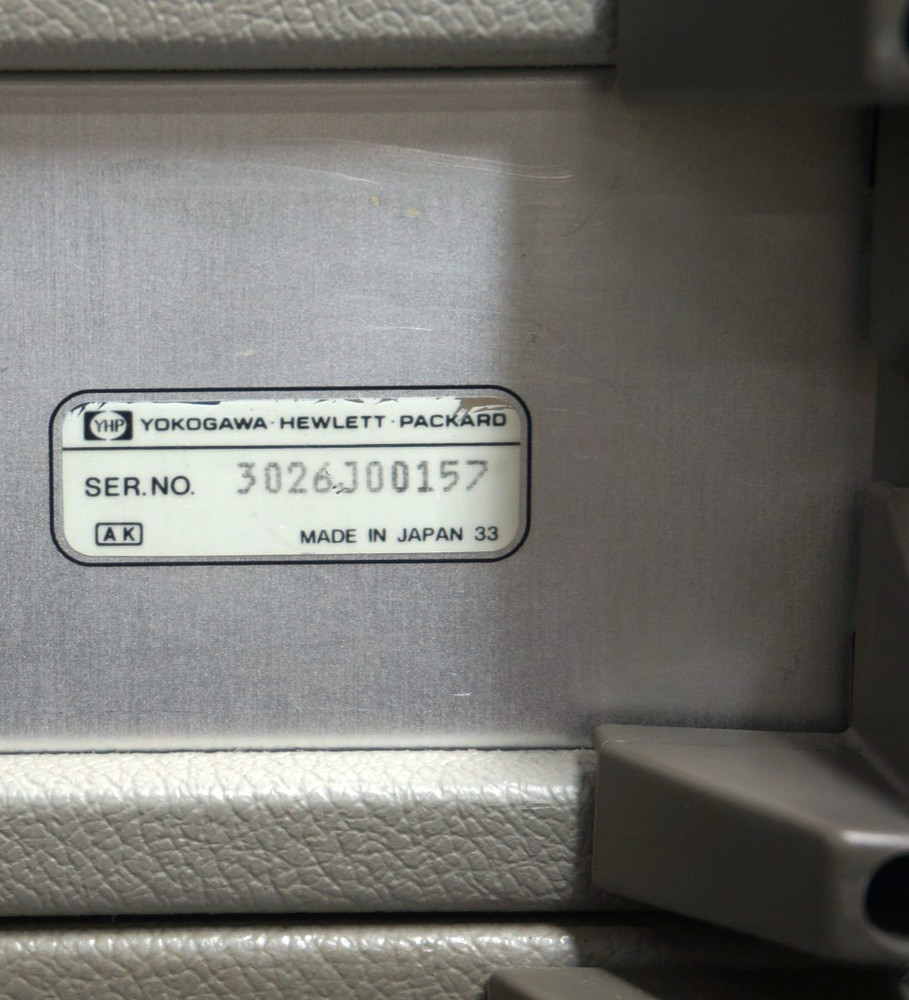 YHP YOKOGAWA·HEWLETT·PACKARD
SER.NO. 3026J00157
AK MADE IN JAPAN 33